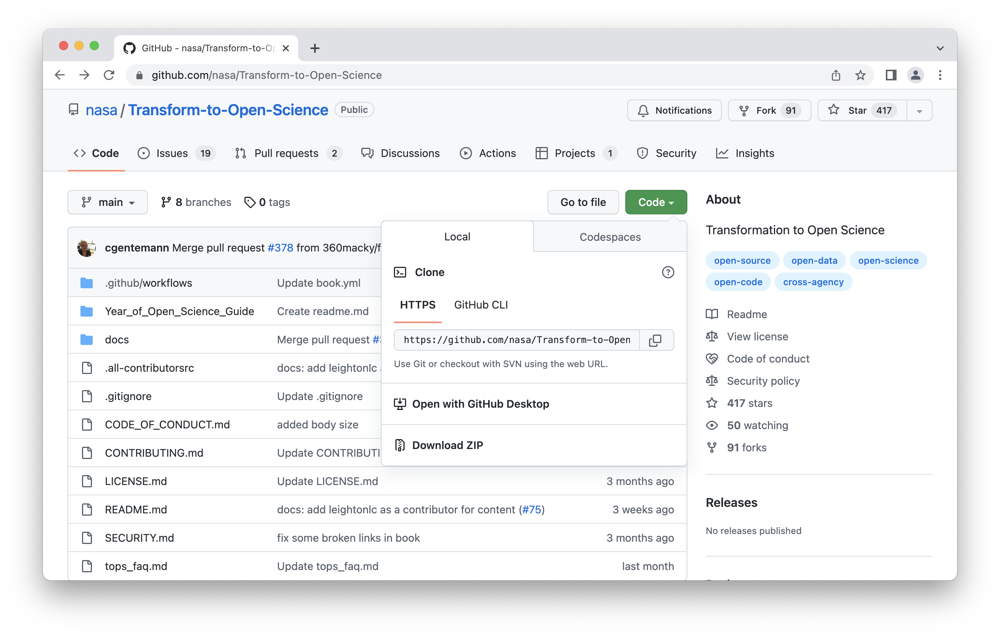 GitHub - nasa/Transform-to-Op
github.com/nasa/Transform-to-Open-Science
nasa / Transform-to-Open-Science Public
Notifications Fork 91 Star 417
Code Issues 19 Pull requests 2 Discussions Actions Projects 1 Security Insights
main 8 branches 0 tags Go to file Code
cgentemann Merge pull request #378 from 360macky/f
.github/workflows Update book.yml
Year_of_Open_Science_Guide Create readme.md
docs Merge pull request #3
.all-contributorsrc docs: add leightonlc
.gitignore Update .gitignore
CODE_OF_CONDUCT.md added body size
CONTRIBUTING.md Update CONTRIBUTI
LICENSE.md Update LICENSE.md 3 months ago
README.md docs: add leightonlc as a contributor for content (#75) 3 weeks ago
SECURITY.md fix some broken links in book 3 months ago
tops_faq.md Update tops_faq.md last month
Local Codespaces
Clone
HTTPS GitHub CLI
https://github.com/nasa/Transform-to-Open
Use Git or checkout with SVN using the web URL.
Open with GitHub Desktop
Download ZIP
About
Transformation to Open Science
open-source open-data open-science
open-code cross-agency
Readme
View license
Code of conduct
Security policy
417 stars
50 watching
91 forks
Releases
No releases published